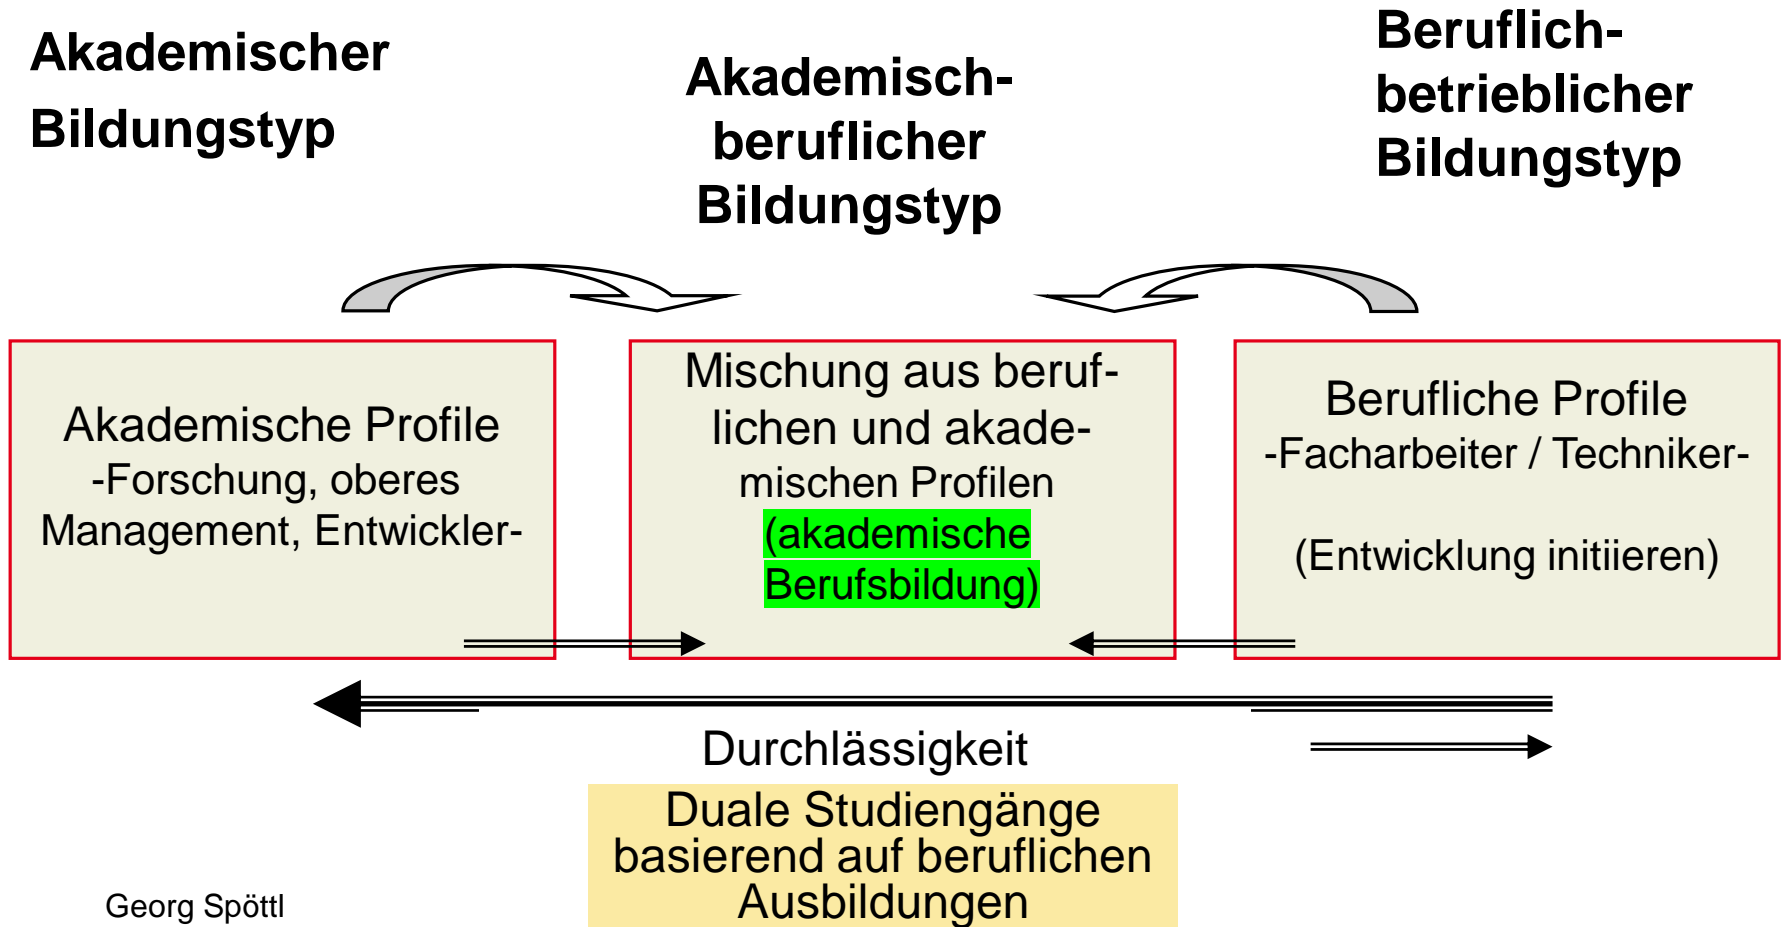 Akademischer
Bildungstyp
Akademisch-
beruflicher
Bildungstyp
Beruflich-
betrieblicher
Bildungstyp
Akademische Profile
-Forschung, oberes
Management, Entwickler-
Mischung aus beruf-
lichen und akade-
mischen Profilen
(akademische
Berufsbildung)
Berufliche Profile
-Facharbeiter / Techniker-
(Entwicklung initiieren)
Durchlässigkeit
Duale Studiengänge
basierend auf beruflichen
Ausbildungen
Georg Spöttl